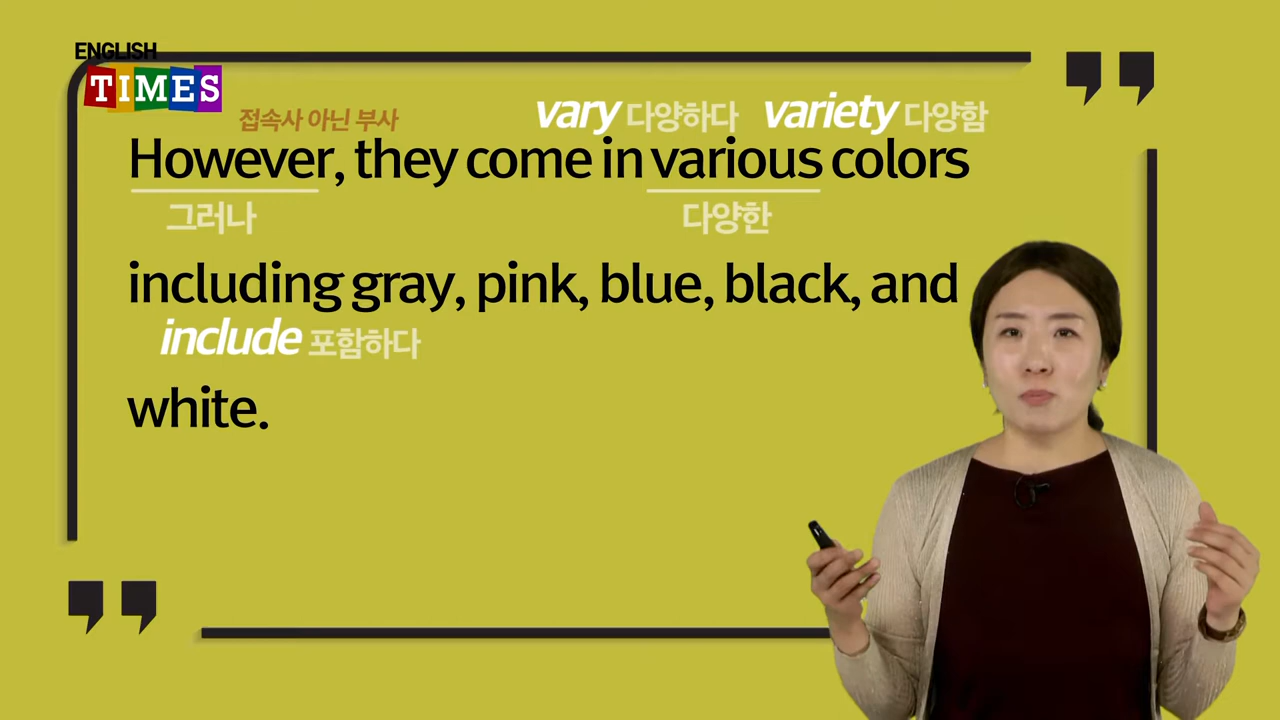 ENGLISH
TIMES
접속사 아닌 부사
vary 다양하다 variety 다양함
However, they come in various colors
그러나 다양한
including gray, pink, blue, black, and
include 포함하다
white.